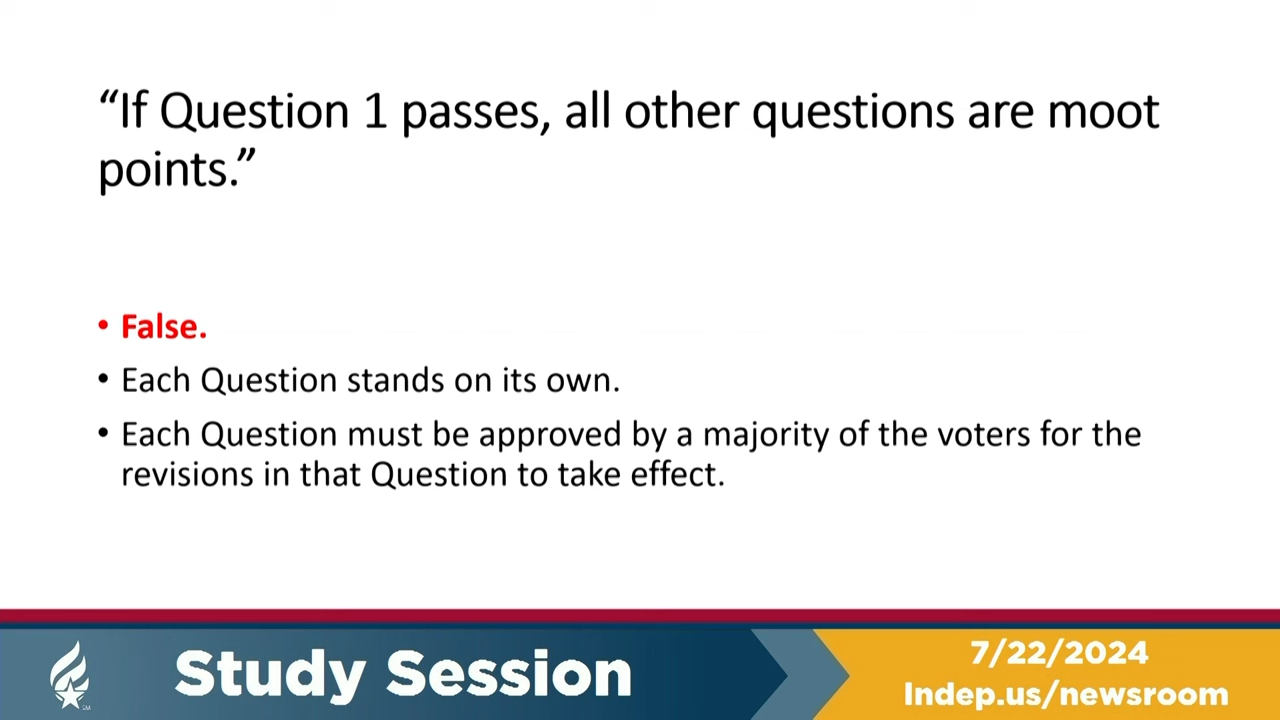 “If Question 1 passes, all other questions are moot
points.”
• False.
• Each Question stands on its own.
• Each Question must be approved by a majority of the voters for the
revisions in that Question to take effect.
Study Session
7/22/2024
Indep.us/newsroom